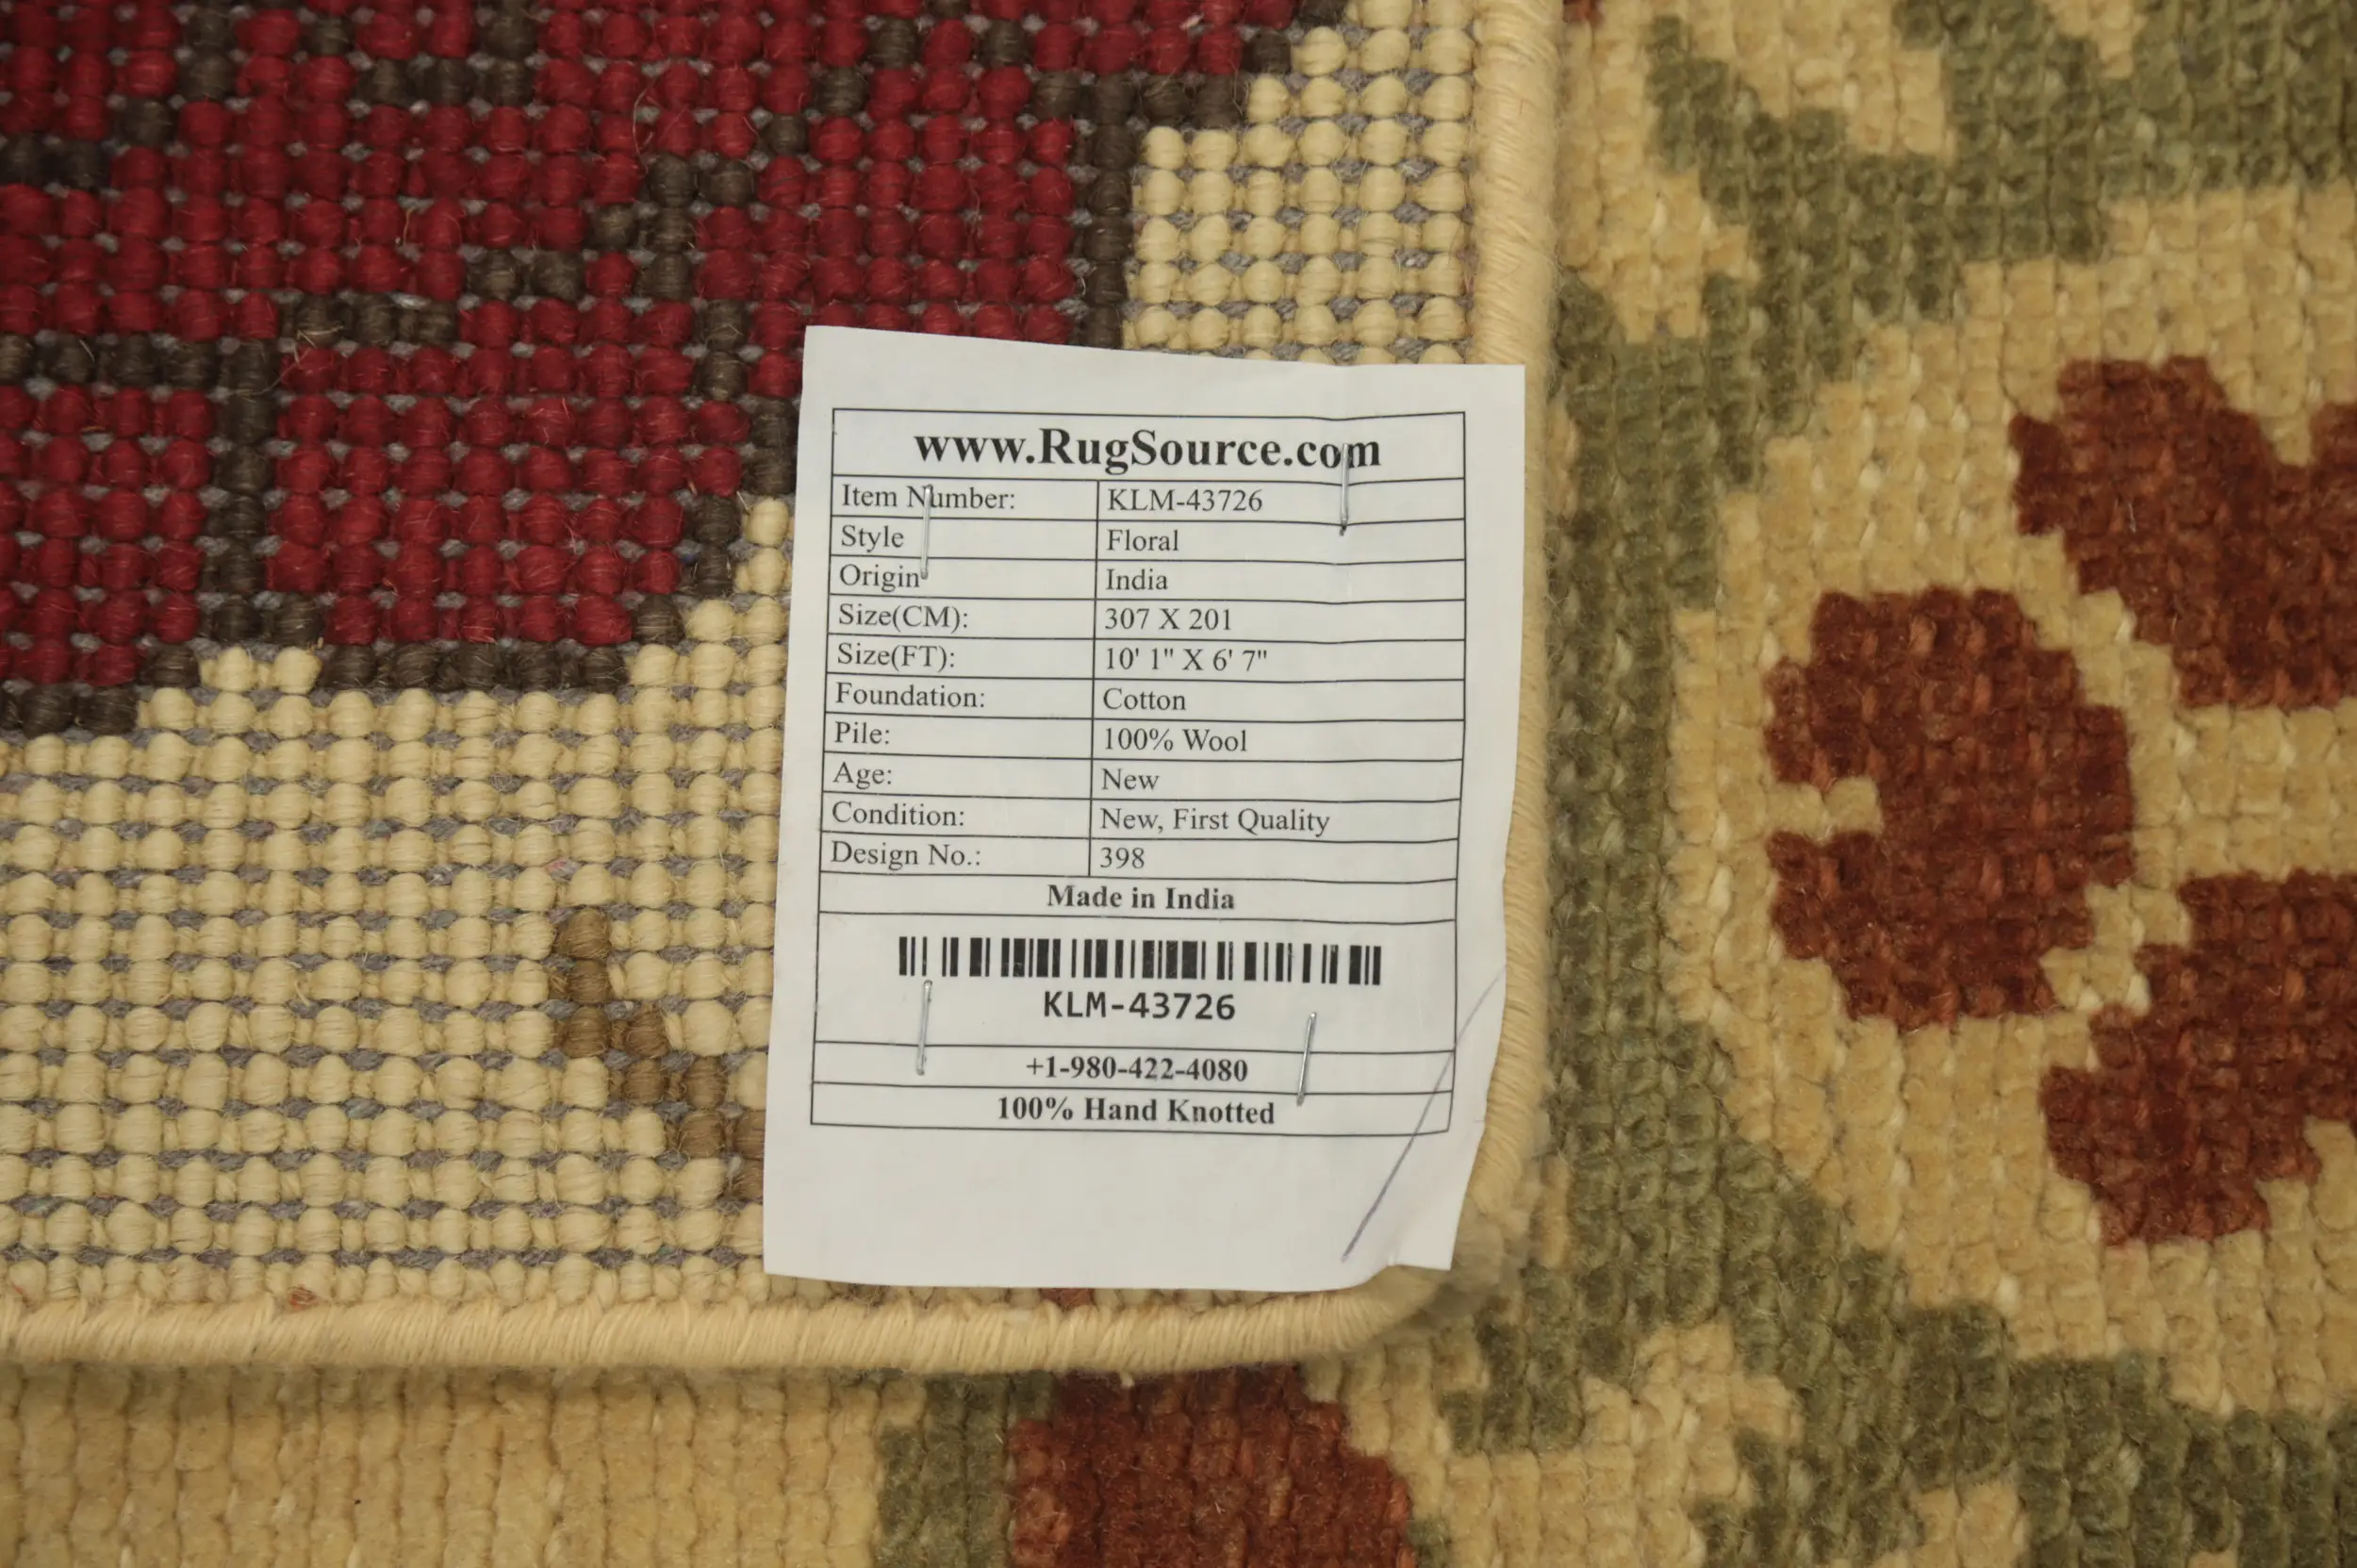 www.RugSource.com
Item Number: KLM-43726
Style Floral
Origin India
Size(CM): 307 X 201
Size(FT): 10' 1" X 6' 7"
Foundation: Cotton
Pile: 100% Wool
Age: New
Condition: New, First Quality
Design No.: 398
Made in India
KLM-43726
+1-980-422-4080
100% Hand Knotted